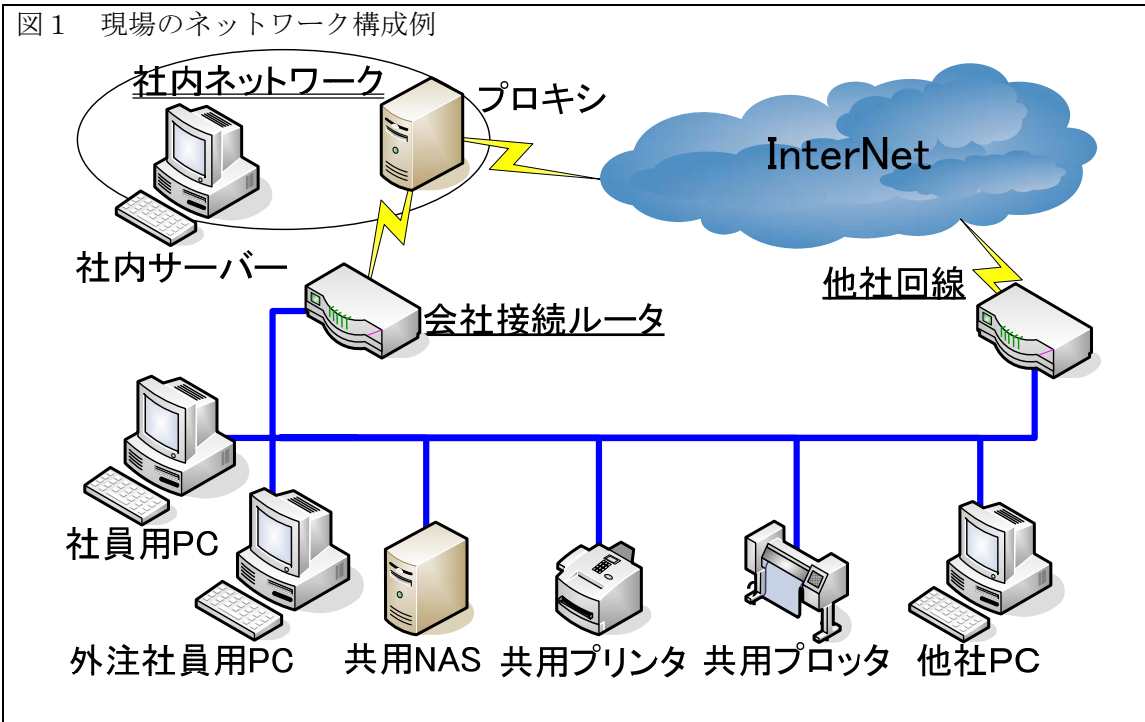 図１　現場のネットワーク構成例
社内ネットワーク
プロキシ
InterNet
社内サーバー
他社回線
会社接続ルータ
社員用PC
外注社員用PC
共用NAS
共用プリンタ
共用プロッタ
他社ＰＣ